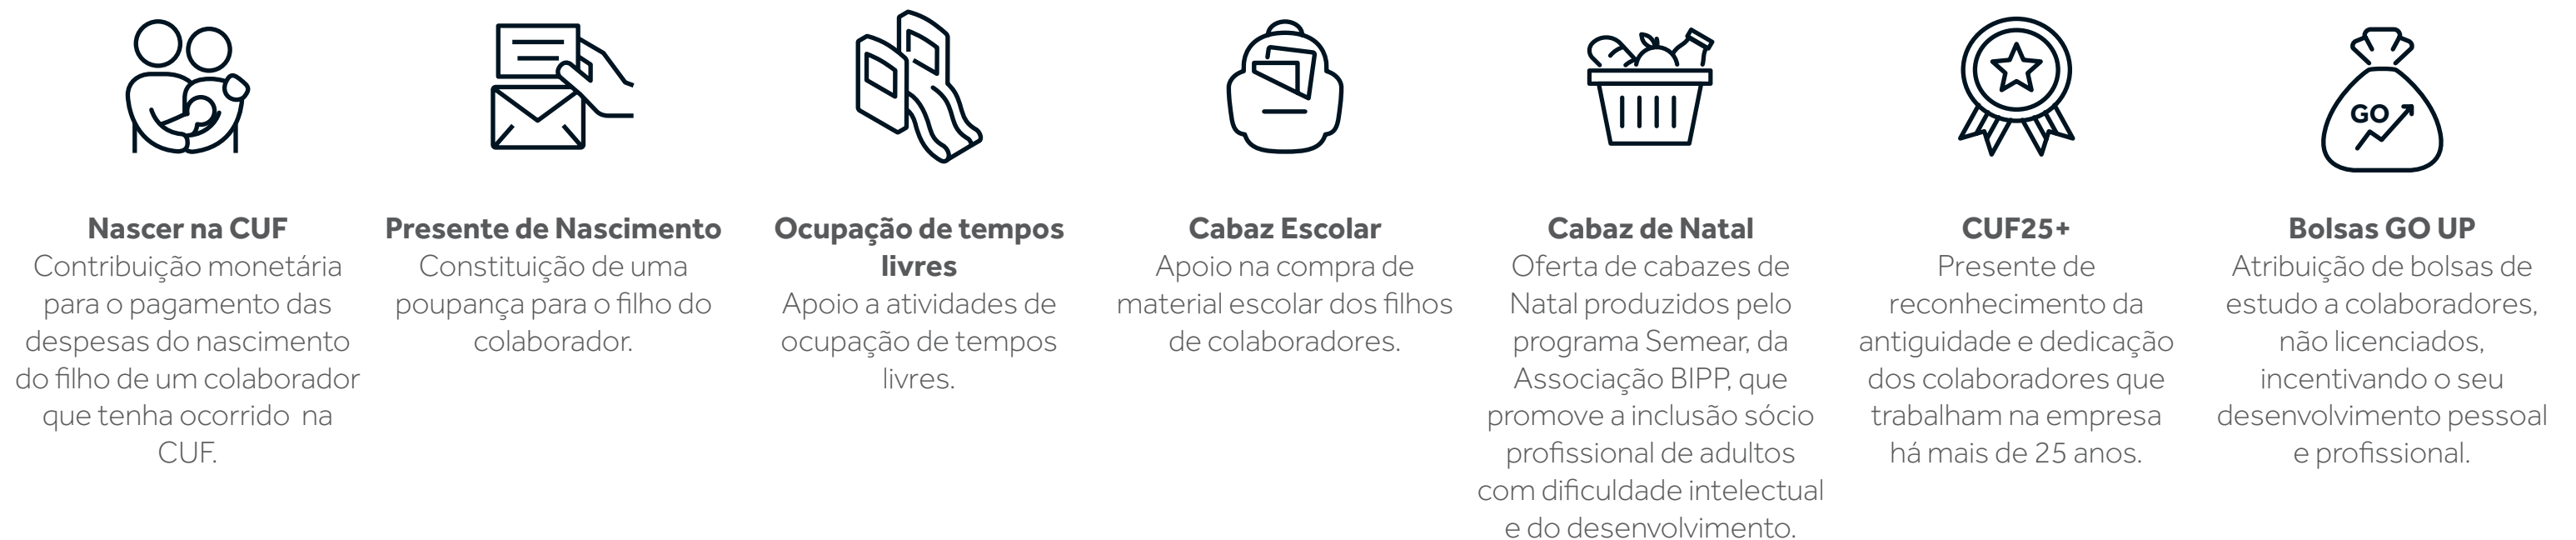 GO
Nascer na CUF
Contribuição monetária
para o pagamento das
despesas do nascimento
do filho de um colaborador
que tenha ocorrido na
CUF.
Presente de Nascimento
Constituição de uma
poupança para o filho do
colaborador.
Ocupação de tempos
livres
Apoio a atividades de
ocupação de tempos
livres.
Cabaz Escolar
Apoio na compra de
material escolar dos filhos
de colaboradores.
Cabaz de Natal
Oferta de cabazes de
Natal produzidos pelo
programa Semear, da
Associação BIPP, que
promove a inclusão sócio
profissional de adultos
com dificuldade intelectual
e do desenvolvimento.
CUF25+
Presente de
reconhecimento da
antiguidade e dedicação
dos colaboradores que
trabalham na empresa
há mais de 25 anos.
Bolsas GO UP
Atribuição de bolsas de
estudo a colaboradores,
não licenciados,
incentivando o seu
desenvolvimento pessoal
e profissional.